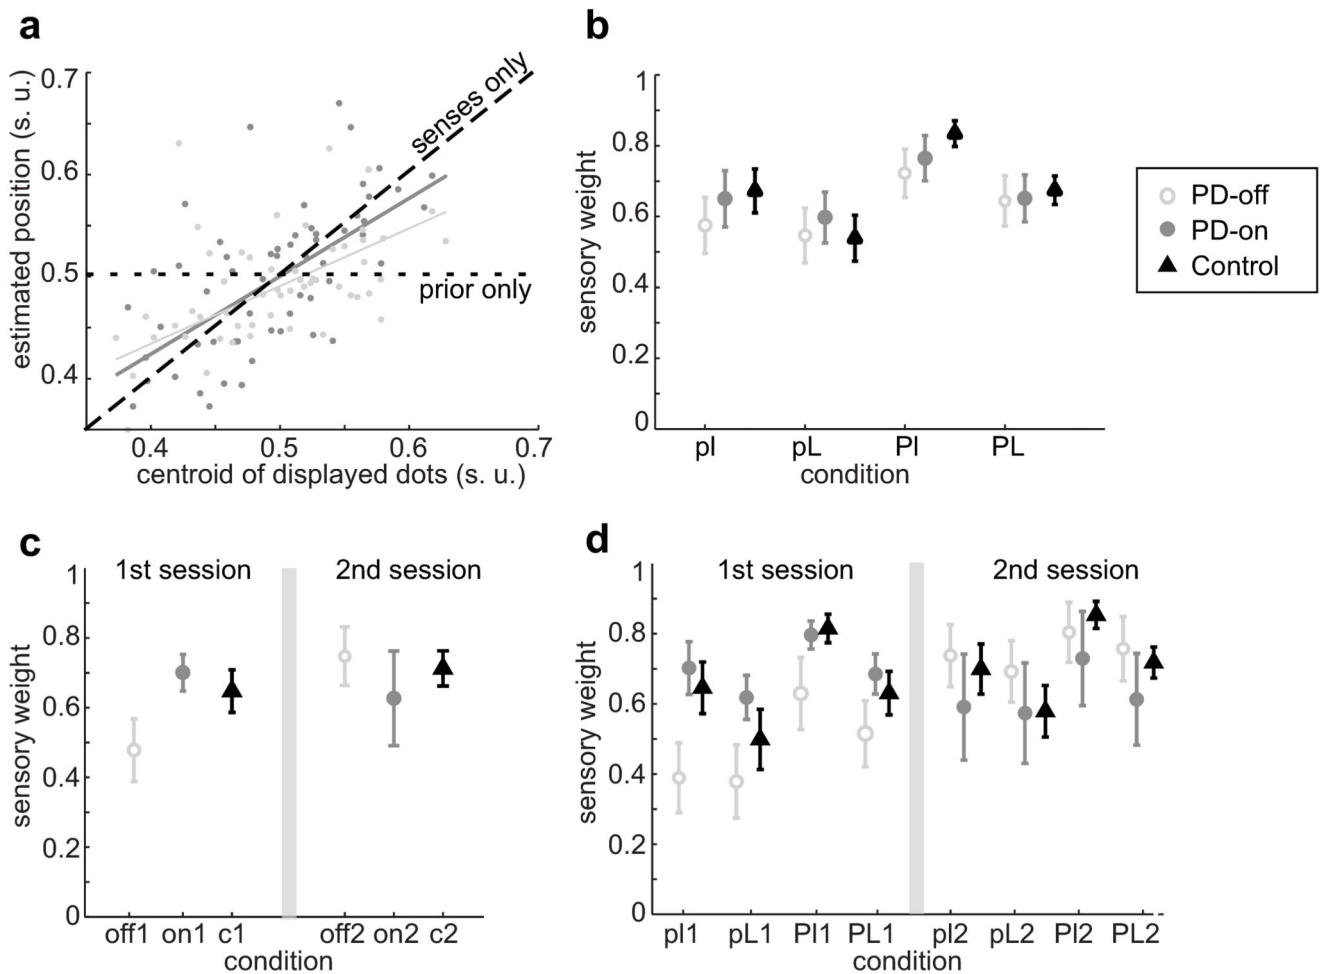 a
estimated position (s. u.)
0.7
0.6
0.5
0.4
senses only
prior only
0.4
0.5
0.6
0.7
centroid of displayed dots (s. u.)
b
sensory weight
1
0.8
0.6
0.4
0.2
0
pl
pL
Pl
PL
condition
PD-off
PD-on
Control
c
1st session
2nd session
sensory weight
1
0.8
0.6
0.4
0.2
0
off1
on1
c1
off2
on2
c2
condition
d
1st session
2nd session
sensory weight
1
0.8
0.6
0.4
0.2
0
pl1
pL1
Pl1
PL1
pl2
pL2
Pl2
PL2
condition